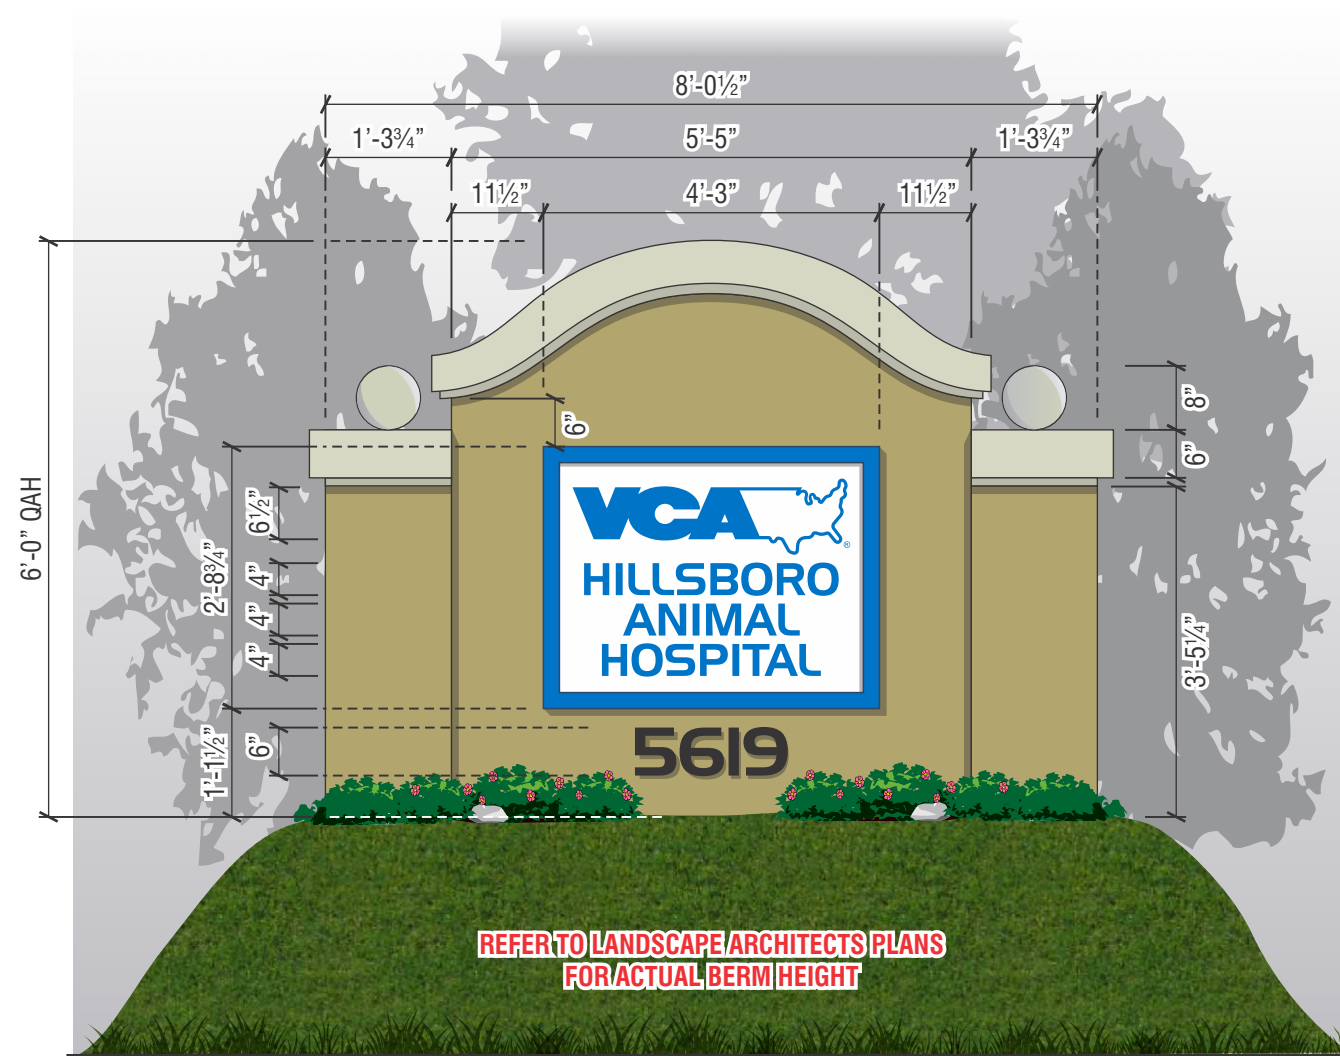 8’-0½”
1’-3¾” 5’-5” 1’-3¾”
11½” 4’-3” 11½”
6’-0” QAH
6”
8”
6”
3’-5¼”
2’-8¾”
6½”
4”
4”
4”
1’-1½”
6”
VCA®
HILLSBORO
ANIMAL
HOSPITAL
5619
REFER TO LANDSCAPE ARCHITECTS PLANS
FOR ACTUAL BERM HEIGHT